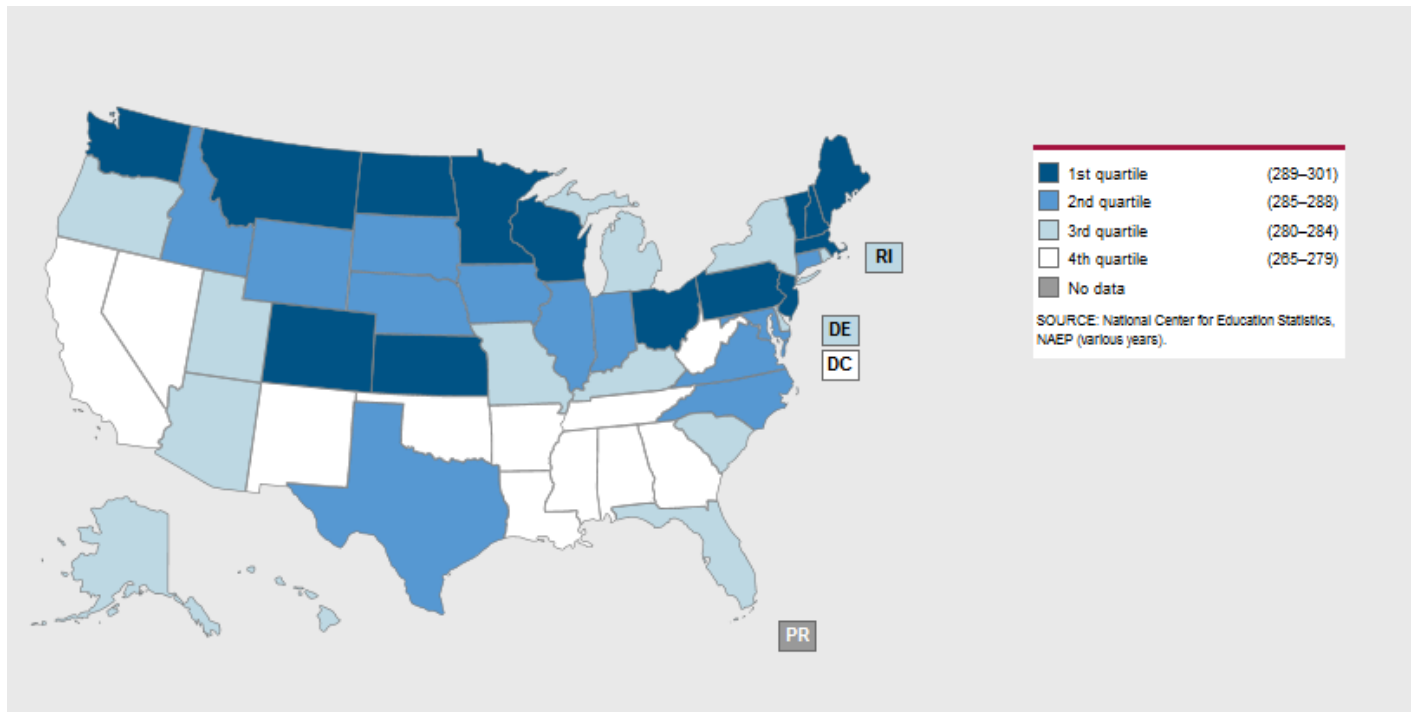 1st quartile (289–301)
2nd quartile (285–288)
3rd quartile (280–284)
4th quartile (265–279)
No data
SOURCE: National Center for Education Statistics,
NAEP (various years).
RI
DE
DC
PR